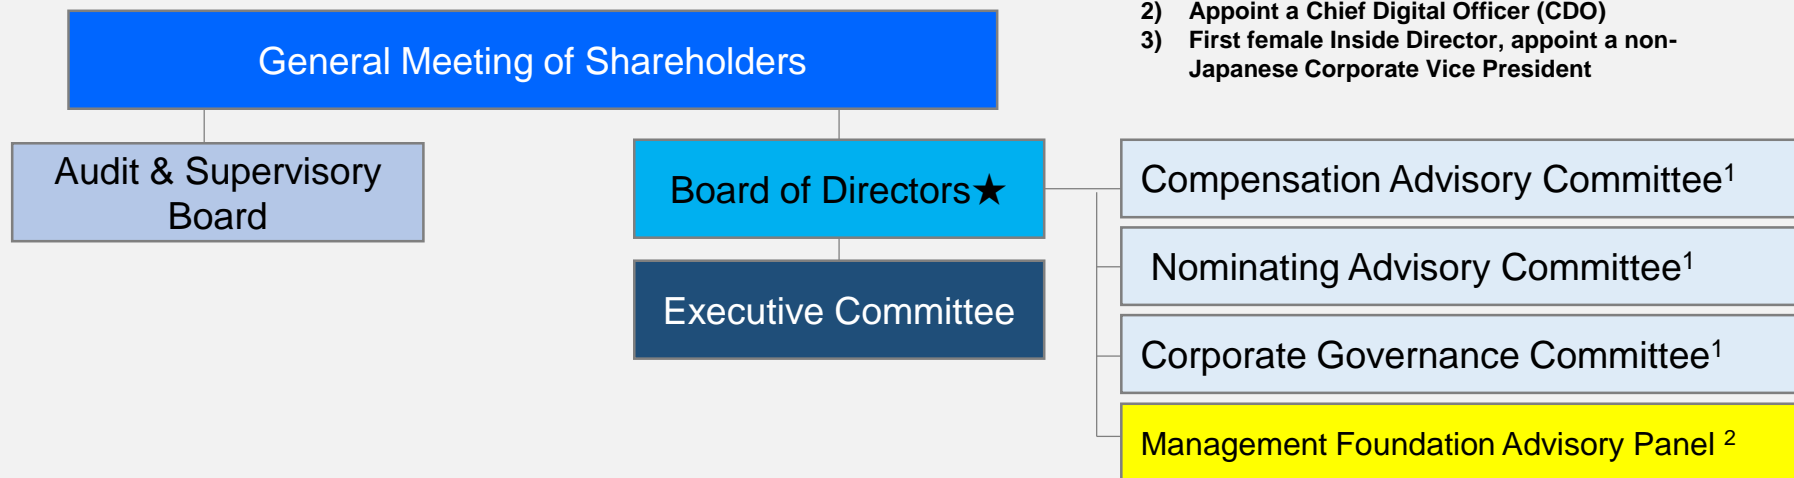 2) Appoint a Chief Digital Officer (CDO)
3) First female Inside Director, appoint a non-
Japanese Corporate Vice President
General Meeting of Shareholders
Audit & Supervisory
Board
Board of Directors★
Executive Committee
Compensation Advisory Committee¹
Nominating Advisory Committee¹
Corporate Governance Committee¹
Management Foundation Advisory Panel ²